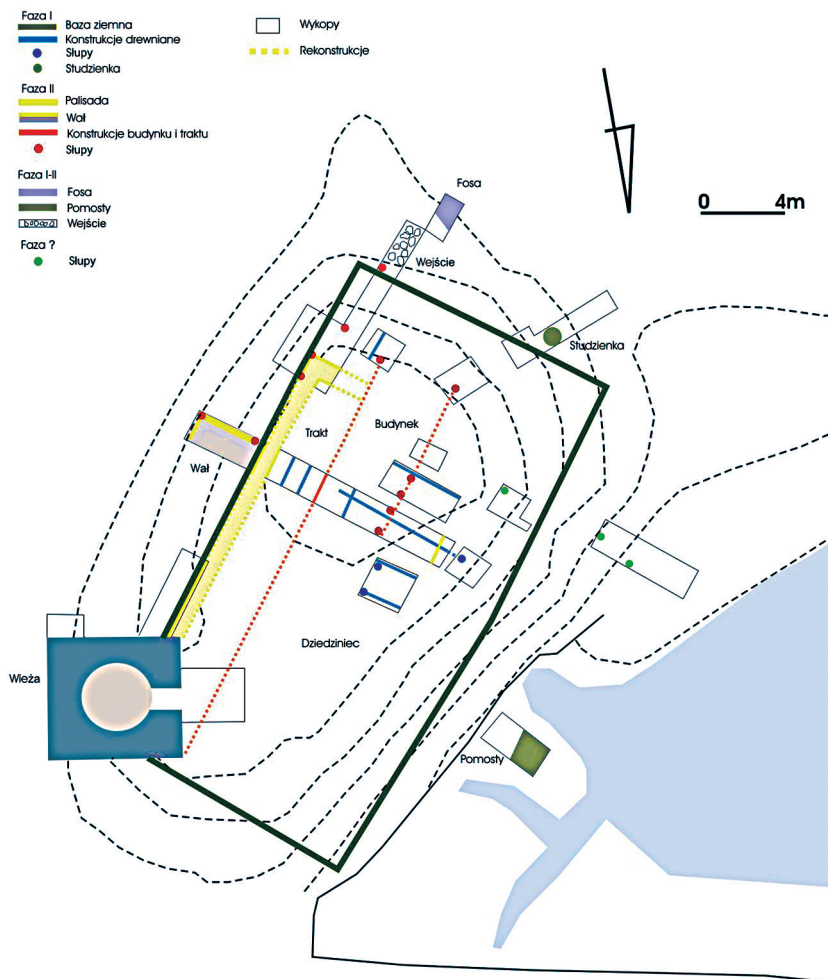 Faza I
Baza ziemna
Konstrukcje drewniane
Słupy
Studzienka
Faza II
Palisada
Wał
Konstrukcje budynku i traktu
Słupy
Faza I-II
Fosa
Pomosty
Wejście
Faza ?
Słupy
Wykopy
Rekonstrukcje
0 4m
Fosa
Wejście
Studzienka
Trakt
Budynek
Wał
Dziedziniec
Wieża
Pomosty